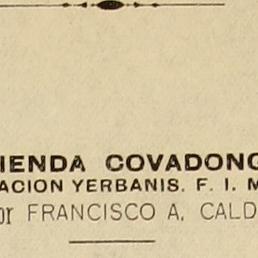 IENDA COVADONG
ACION YERBANIS. F. I. M
or FRANCISCO A. CALD